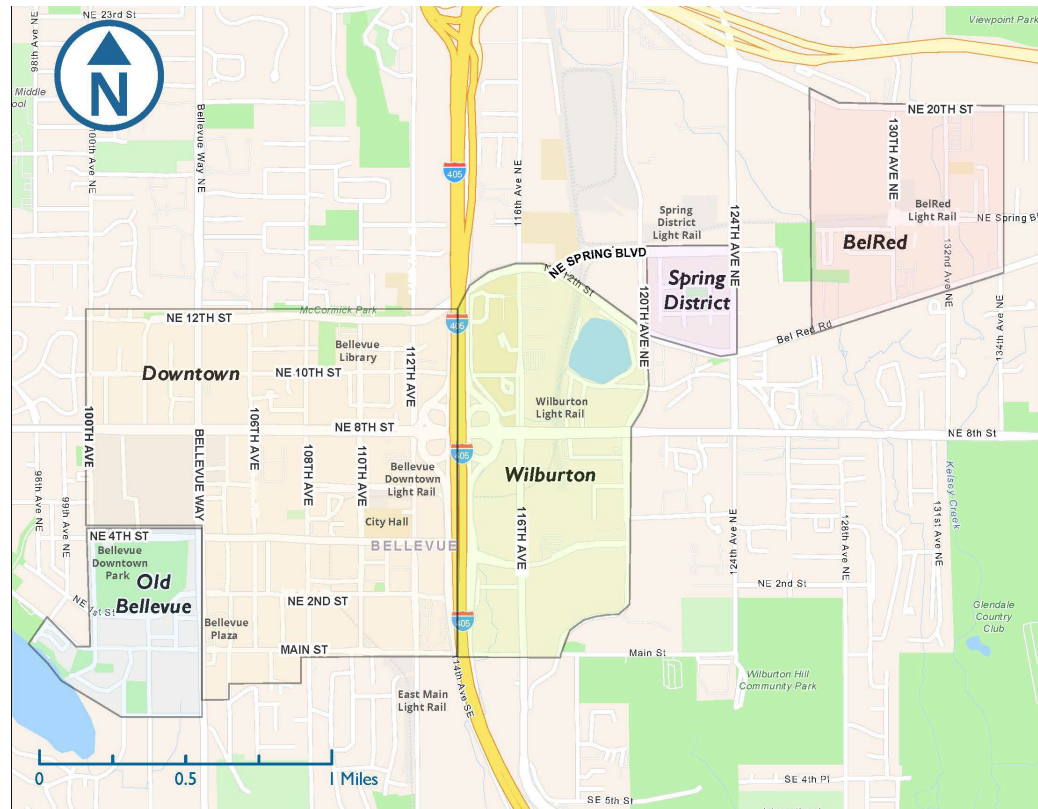 NE 23rd St
98th Ave NE
Viewpoint Park
N
Middle
ool
100th Ave NE
Bellevue Way NE
NE 20TH ST
130TH AVE NE
405
116th Ave NE
Spring
District
Light Rail
124TH AVE NE
BelRed
Light Rail
NE Spring Bl
BelRed
132nd Ave NE
NE SPRING BLVD
NE 12th St
Spring
District
120TH AVE NE
134th Ave NE
McCormick Park
NE 12TH ST
405
Bel Red Rd
Bellevue
Library
112TH AVE
Downtown
NE 10TH ST
Wilburton
Light Rail
100TH AVE
106TH AVE
NE 8TH ST
NE 8th St
BELLEVUE WAY
108TH AVE
110TH AVE
405
Bellevue
Downtown
Light Rail
Wilburton
98th Ave NE
99th Ave NE
Kelsey Creek
131st Ave NE
116TH AVE
City Hall
NE 4TH ST
BELLEVUE
124th Ave NE
128th Ave NE
Bellevue
Downtown
Park
Old
Bellevue
NE 2nd St
NE 1st St
NE 2ND ST
Glendale
Country
Club
405
Bellevue
Plaza
MAIN ST
Main St
114th Ave SE
Wilburton Hill
Community Park
East Main
Light Rail
0
0.5
1 Miles
SE 4th Pl
SE 5th St